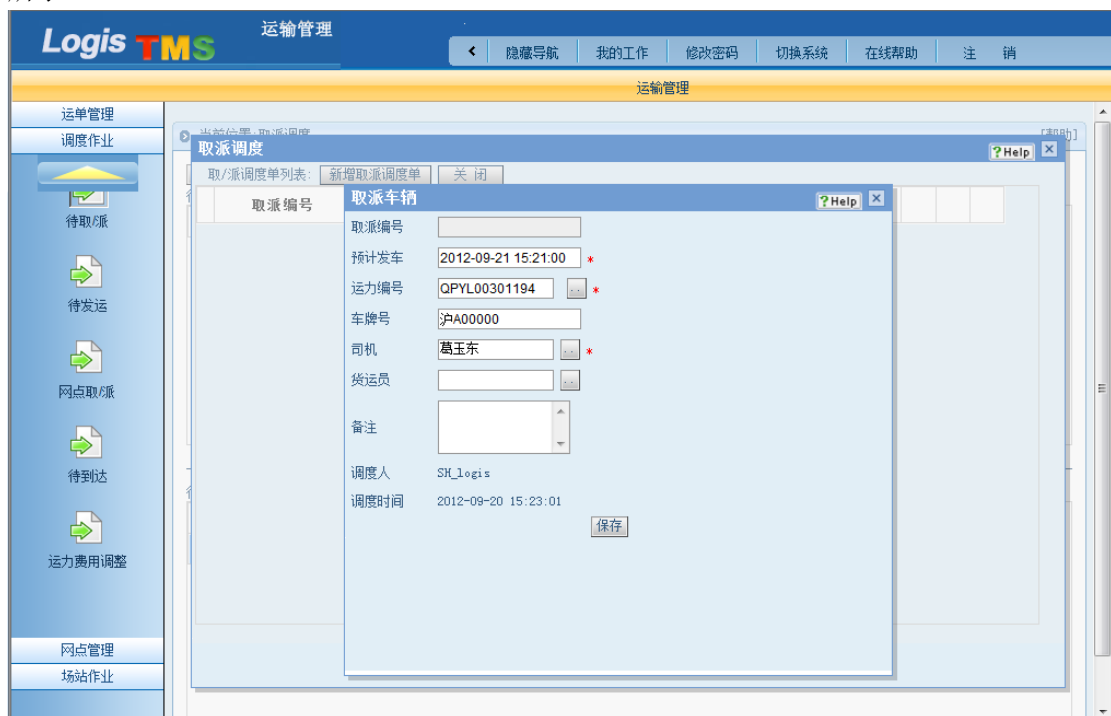 Logis TMS
运输管理
隐藏导航 我的工作 修改密码 切换系统 在线帮助 注 销
运输管理
运单管理
调度作业
当前位置:取派调度 [帮助]
取派调度 ?Help
取/派调度单列表: 新增取派调度单 关 闭
取派编号
取派车辆 ?Help
取派编号
预计发车 2012-09-21 15:21:00 *
运力编号 QPYL00301194 .. *
车牌号 沪A00000
司机 葛玉东 .. *
货运员 ..
备注
调度人 SH_logis
调度时间 2012-09-20 15:23:01
保存
待取/派
待发运
网点取/派
待到达
运力费用调整
网点管理
场站作业